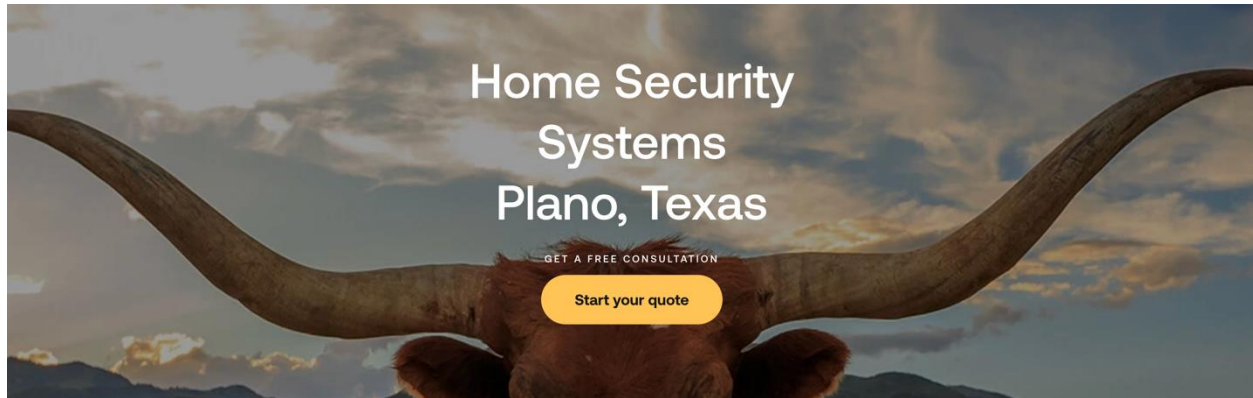 Home Security
Systems
Plano, Texas
GET A FREE CONSULTATION
Start your quote